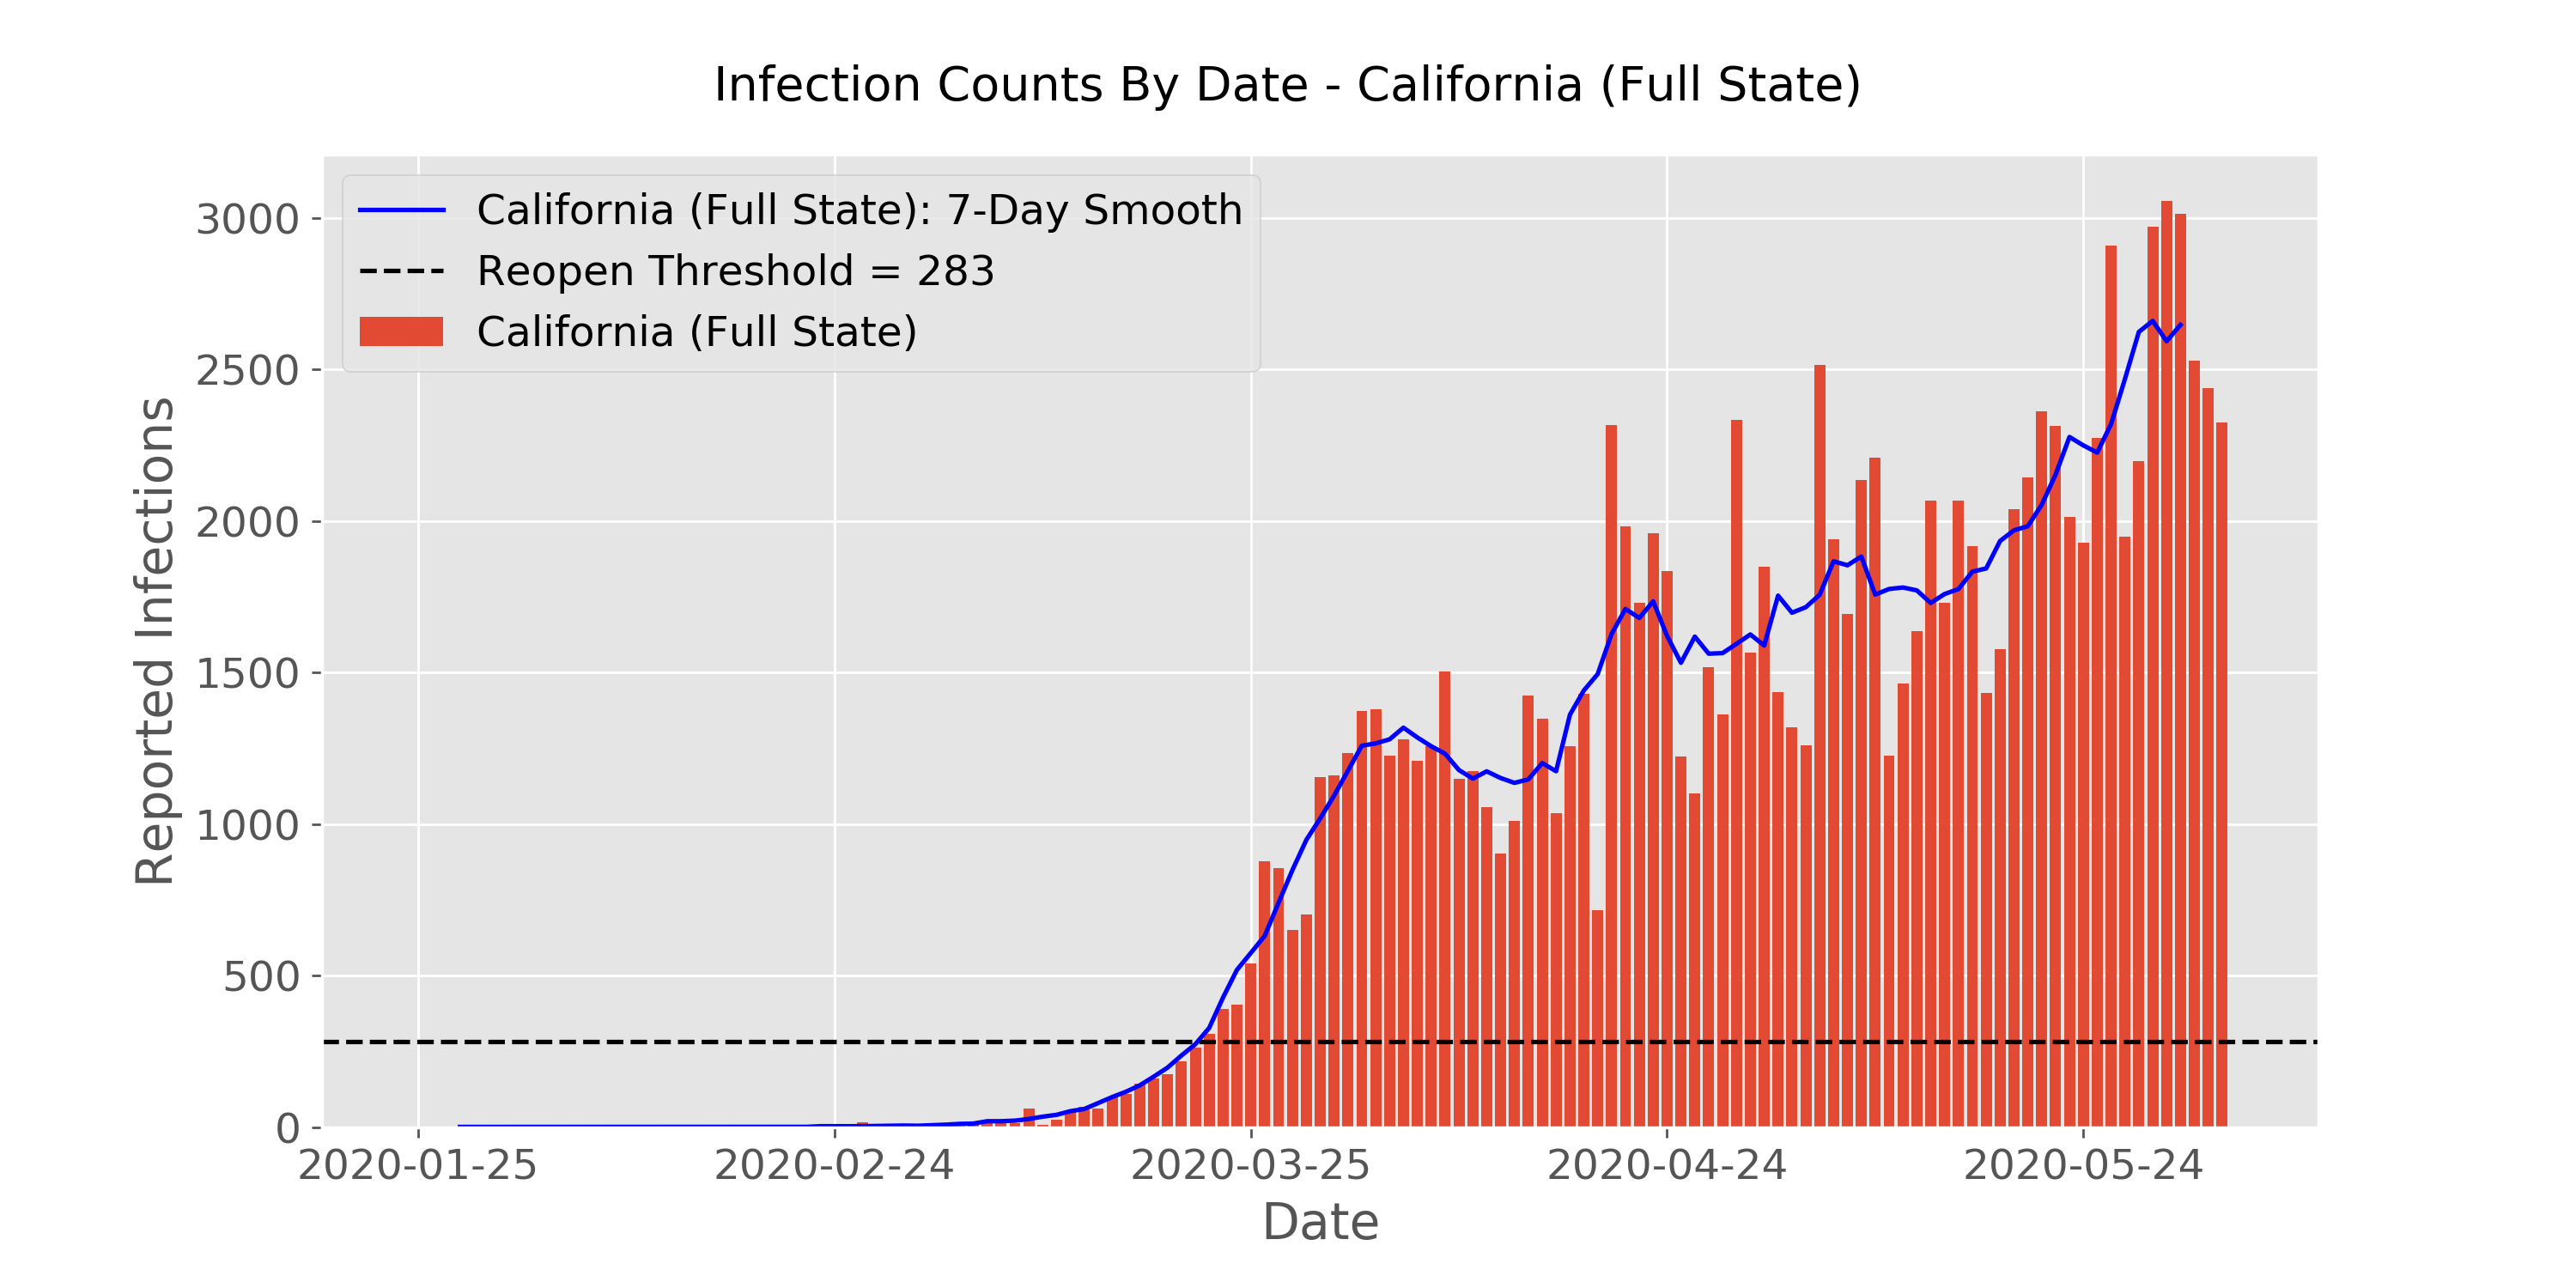 Infection Counts By Date - California (Full State)
California (Full State): 7-Day Smooth
Reopen Threshold = 283
California (Full State)
Reported Infections
3000
2500
2000
1500
1000
500
0
2020-01-25
2020-02-24
2020-03-25
2020-04-24
2020-05-24
Date